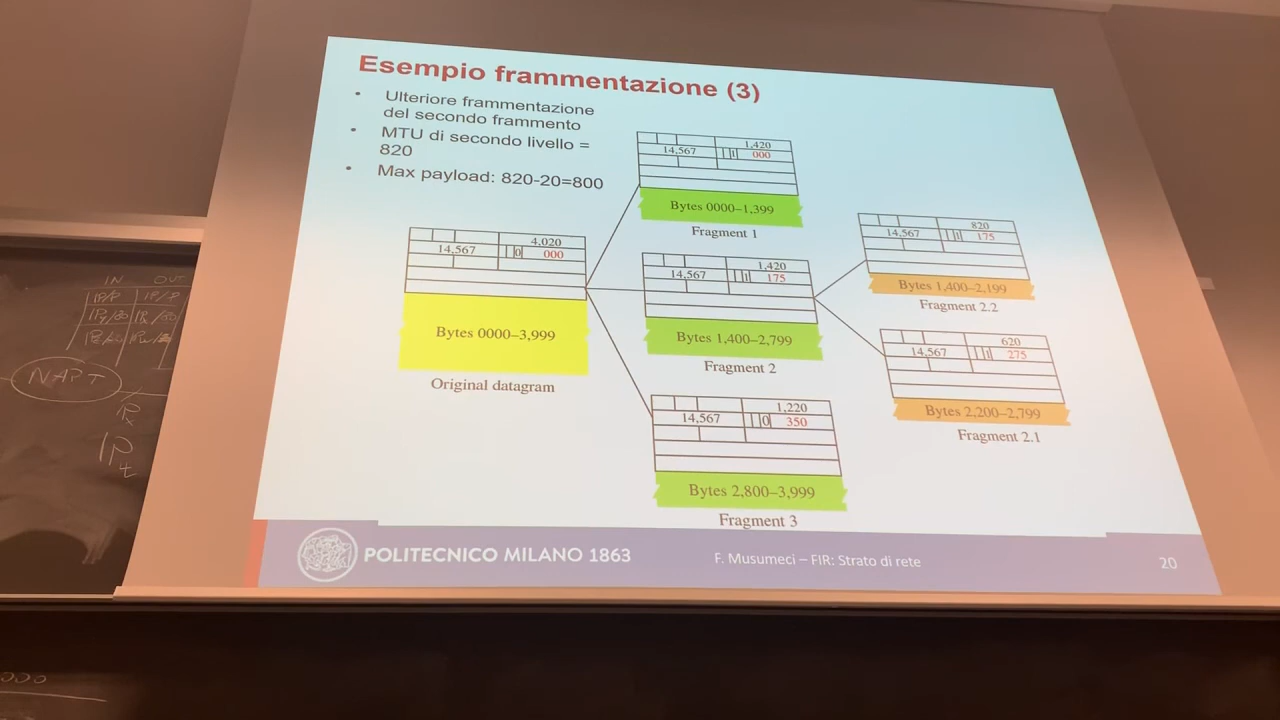 Esempio frammentazione (3)
• Ulteriore frammentazione
del secondo frammento
• MTU di secondo livello =
820
• Max payload: 820-20=800
4,020
14,567 0 000
Bytes 0000–3,999
Original datagram
1,420
14,567 1 000
Bytes 0000–1,399
Fragment 1
1,420
14,567 1 175
Bytes 1,400–2,799
Fragment 2
1,220
14,567 0 350
Bytes 2,800–3,999
Fragment 3
820
14,567 1 175
Bytes 1,400–2,199
Fragment 2.2
620
14,567 1 275
Bytes 2,200–2,799
Fragment 2.1
POLITECNICO MILANO 1863
F. Musumeci – FIR: Strato di rete
20
IN OUT
NAPT